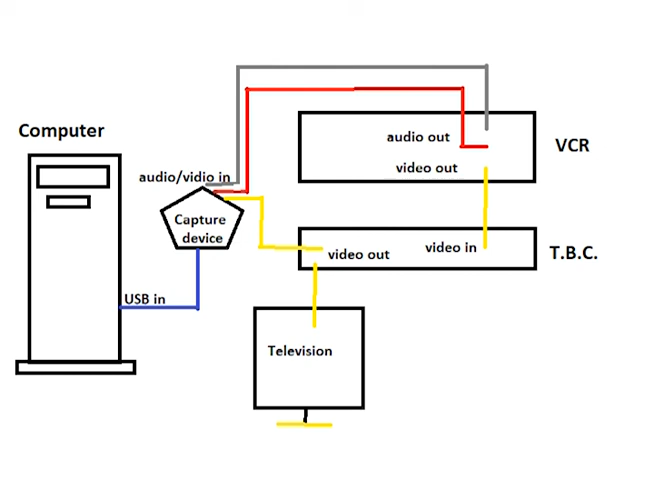 Computer
audio/vidio in
Capture
device
USB in
audio out
video out
VCR
video out
video in
T.B.C.
Television